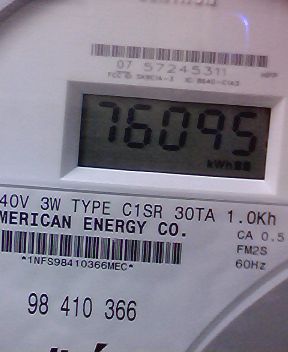 07 57245311
76095
kWh
40V 3W TYPE C1SR 30TA 1.0Kh
MERICAN ENERGY CO.
CA 0.5
FM2S
60Hz
*1NFS98410366MEC*
98 410 366